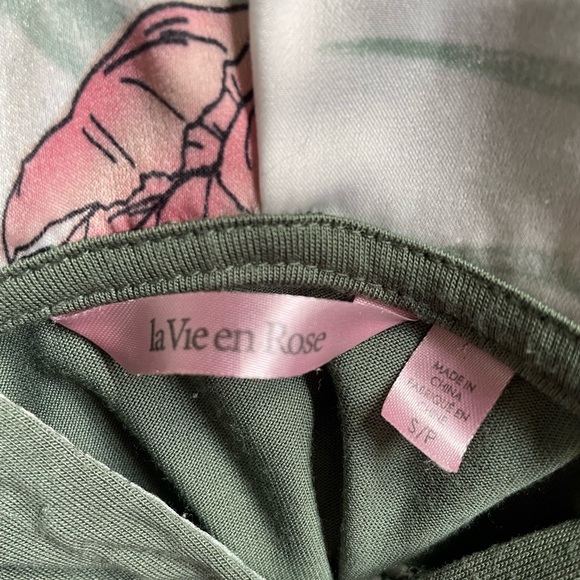 la Vie en Rose
MADE IN
CHINA
FABRIQUÉ EN
CHINE
S/P